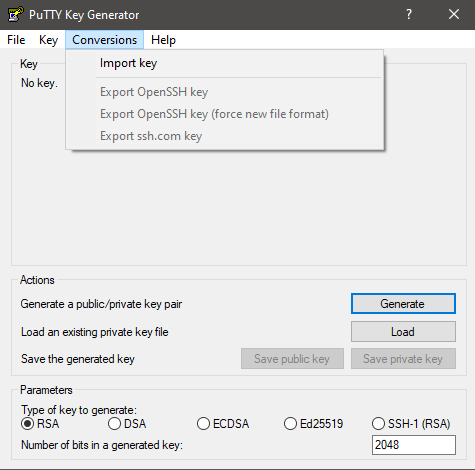 PuTTY Key Generator
File Key Conversions Help
Import key
Export OpenSSH key
Export OpenSSH key (force new file format)
Export ssh.com key
Key
No key.
Actions
Generate a public/private key pair
Generate
Load an existing private key file
Load
Save the generated key
Save public key
Save private key
Parameters
Type of key to generate:
RSA DSA ECDSA Ed25519 SSH-1 (RSA)
Number of bits in a generated key:
2048